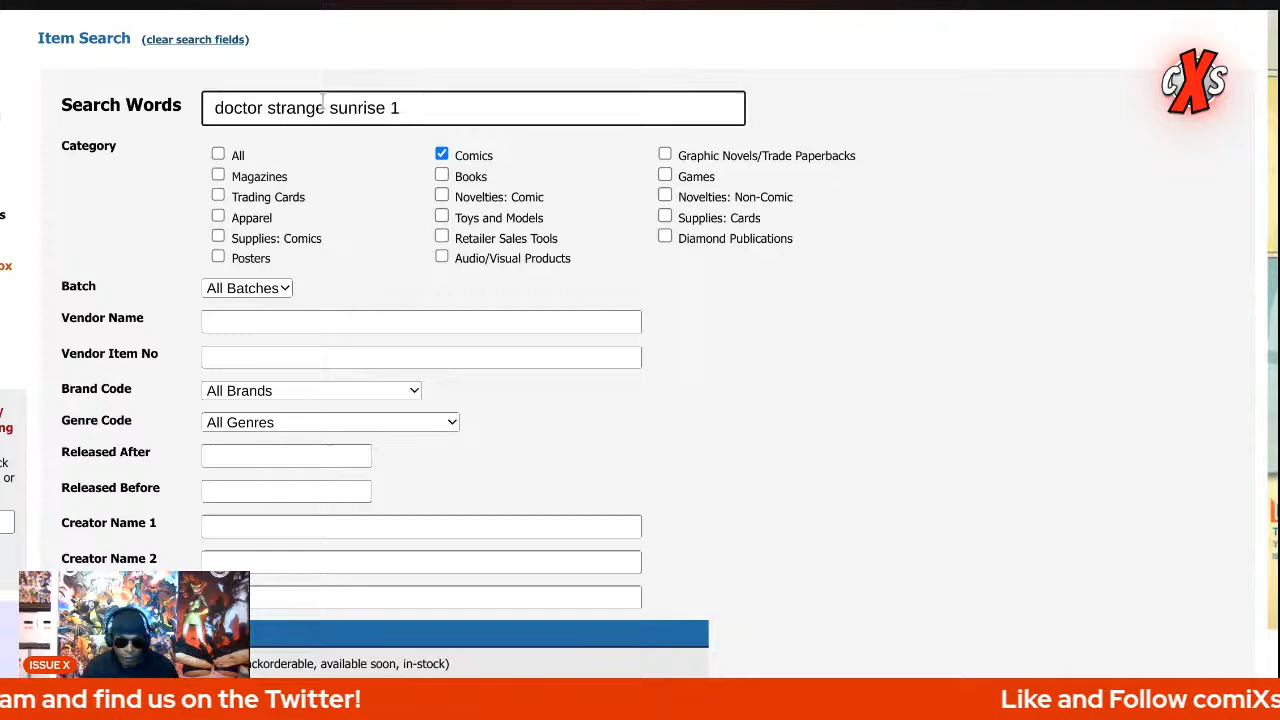 Item Search (clear search fields)
cXs
Search Words doctor strange sunrise 1
Category
All Comics Graphic Novels/Trade Paperbacks
Magazines Books Games
Trading Cards Novelties: Comic Novelties: Non-Comic
Apparel Toys and Models Supplies: Cards
Supplies: Comics Retailer Sales Tools Diamond Publications
Posters Audio/Visual Products
Batch All Batches
Vendor Name
Vendor Item No
Brand Code All Brands
Genre Code All Genres
Released After
Released Before
Creator Name 1
Creator Name 2
ckorderable, available soon, in-stock)
ISSUE X
am and find us on the Twitter! Like and Follow comiXs